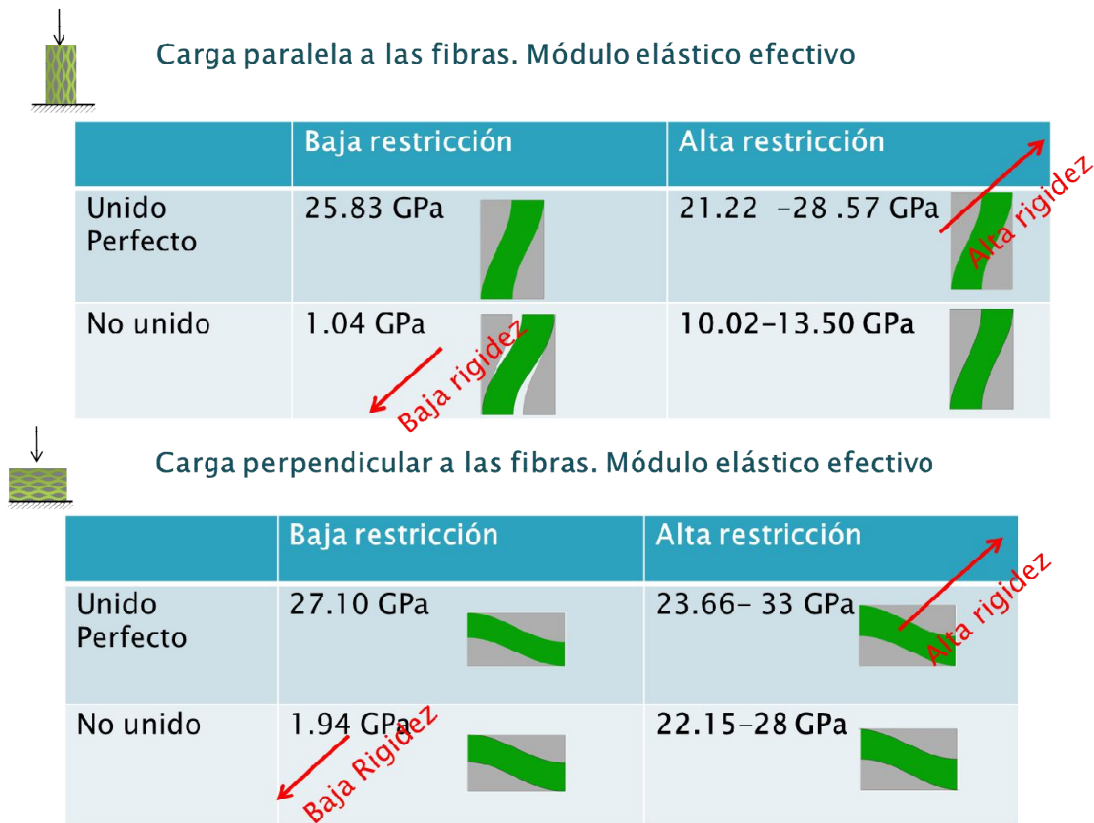 Carga paralela a las fibras. Módulo elástico efectivo
Baja restricción
Alta restricción
Unido
Perfecto
25.83 GPa
21.22 –28 .57 GPa
Alta rigidez
No unido
1.04 GPa
Baja rigidez
10.02–13.50 GPa
Carga perpendicular a las fibras. Módulo elástico efectivo
Baja restricción
Alta restricción
Unido
Perfecto
27.10 GPa
23.66– 33 GPa
Alta rigidez
No unido
1.94 GPa
Baja Rigidez
22.15–28 GPa